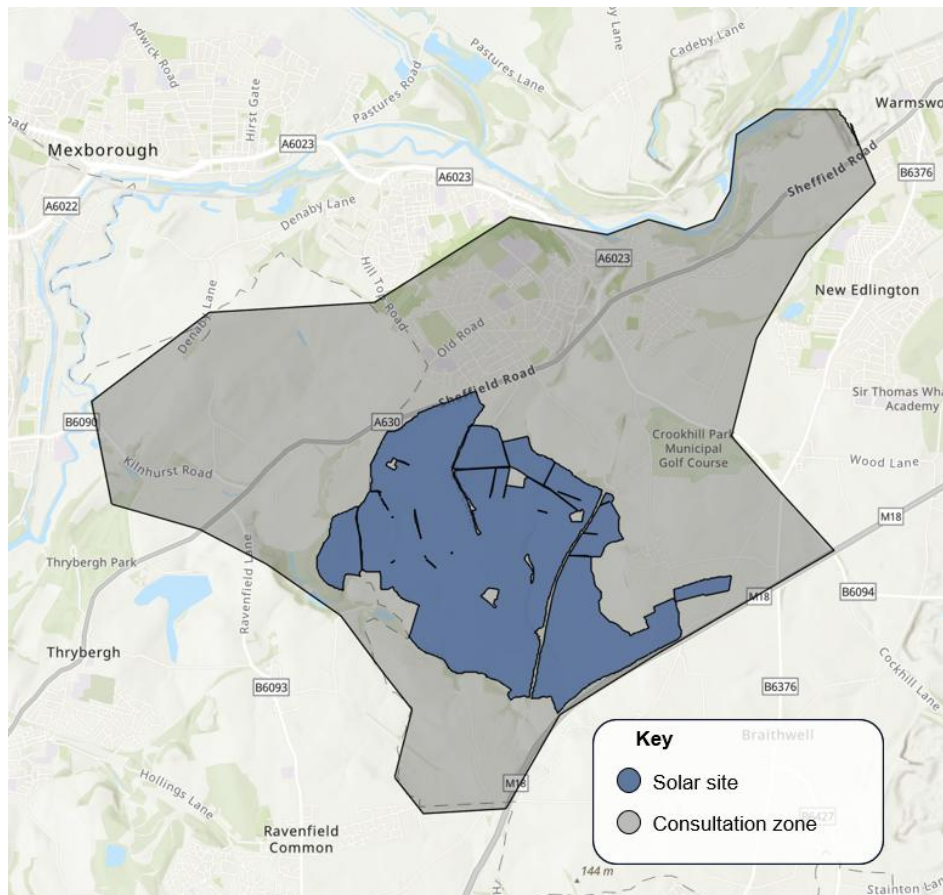 Adwick Road
Hirst Gate
Pastures Road
Pastures Lane
Cadeby Lane
Warmswo
Mexborough
A6023
A6023
Sheffield Road
B6376
A6022
Denaby Lane
Hill Top Road
A6023
New Edlington
Denaby Lane
Old Road
Sheffield Road
Sir Thomas Wha
Academy
B6090
A630
Crookhill Park
Municipal
Golf Course
Kilnhurst Road
Wood Lane
M18
Thrybergh Park
Ravenfield Lane
M18
B6094
Thrybergh
B6093
B6376
Cockhill Lane
Key
Braithwell
Solar site
M18
Hollings Lane
Consultation zone
Ravenfield
Common
144 m
Stainton Lane